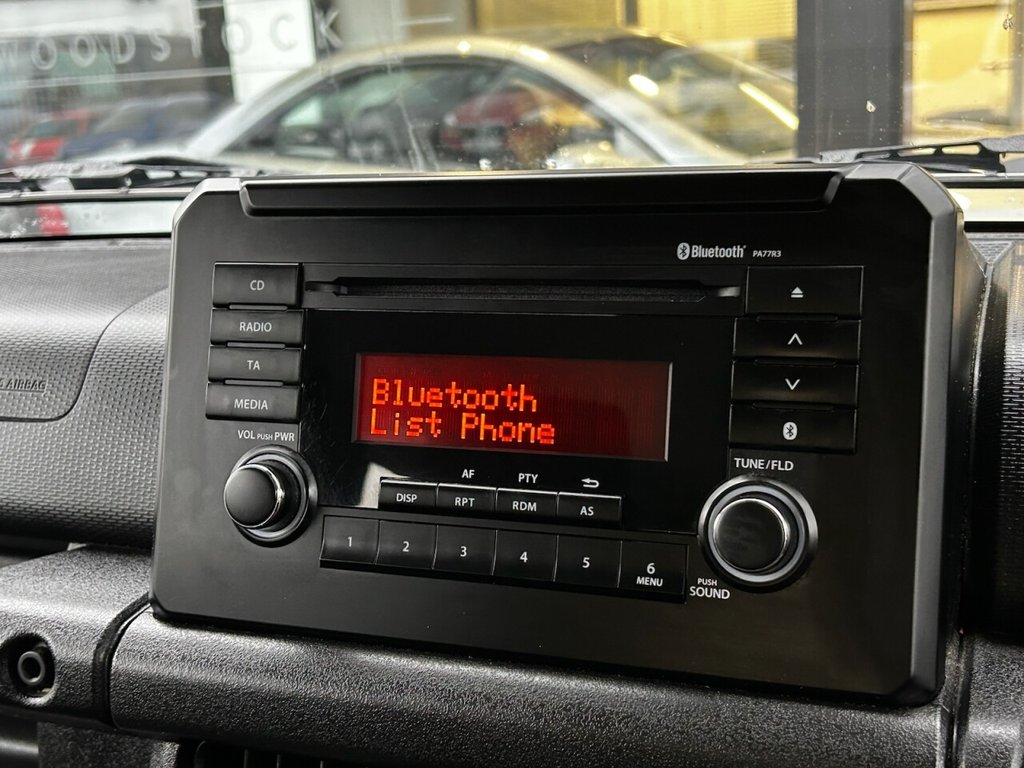 WOODSTOCK
Bluetooth PA77R3
CD
RADIO
TA
MEDIA
AIRBAG
Bluetooth
List Phone
VOL PUSH PWR
TUNE/FLD
AF PTY
DISP RPT RDM AS
1 2 3 4 5 6
MENU
PUSH
SOUND